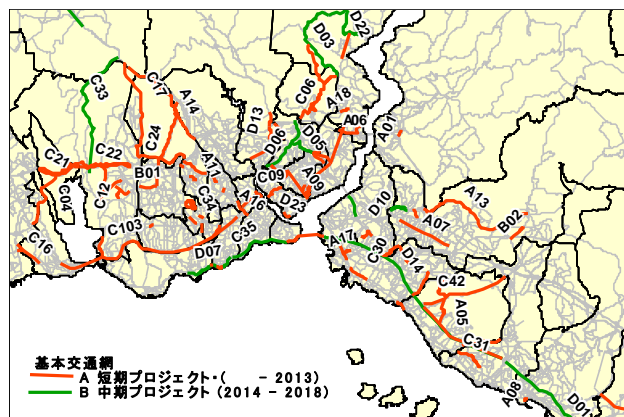 D22
D03
C33
C17
A14
C06
A18
D13
D06
D05
A06
A01
C24
C21
C22
B01
A11
C09
A09
C12
C04
C34
A16
D23
D10
A13
A07
B02
C103
C16
D07
C35
A17
C30
D14
C42
A05
C31
A08
D01
基本交通網
A 短期プロジェクト・( - 2013)
B 中期プロジェクト (2014 - 2018)